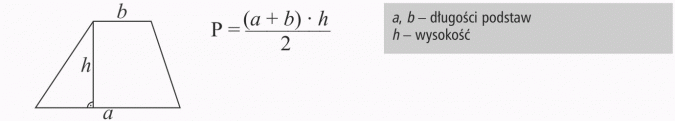 b
h
a
P = (a + b) · h / 2
a, b – długości podstaw
h – wysokość